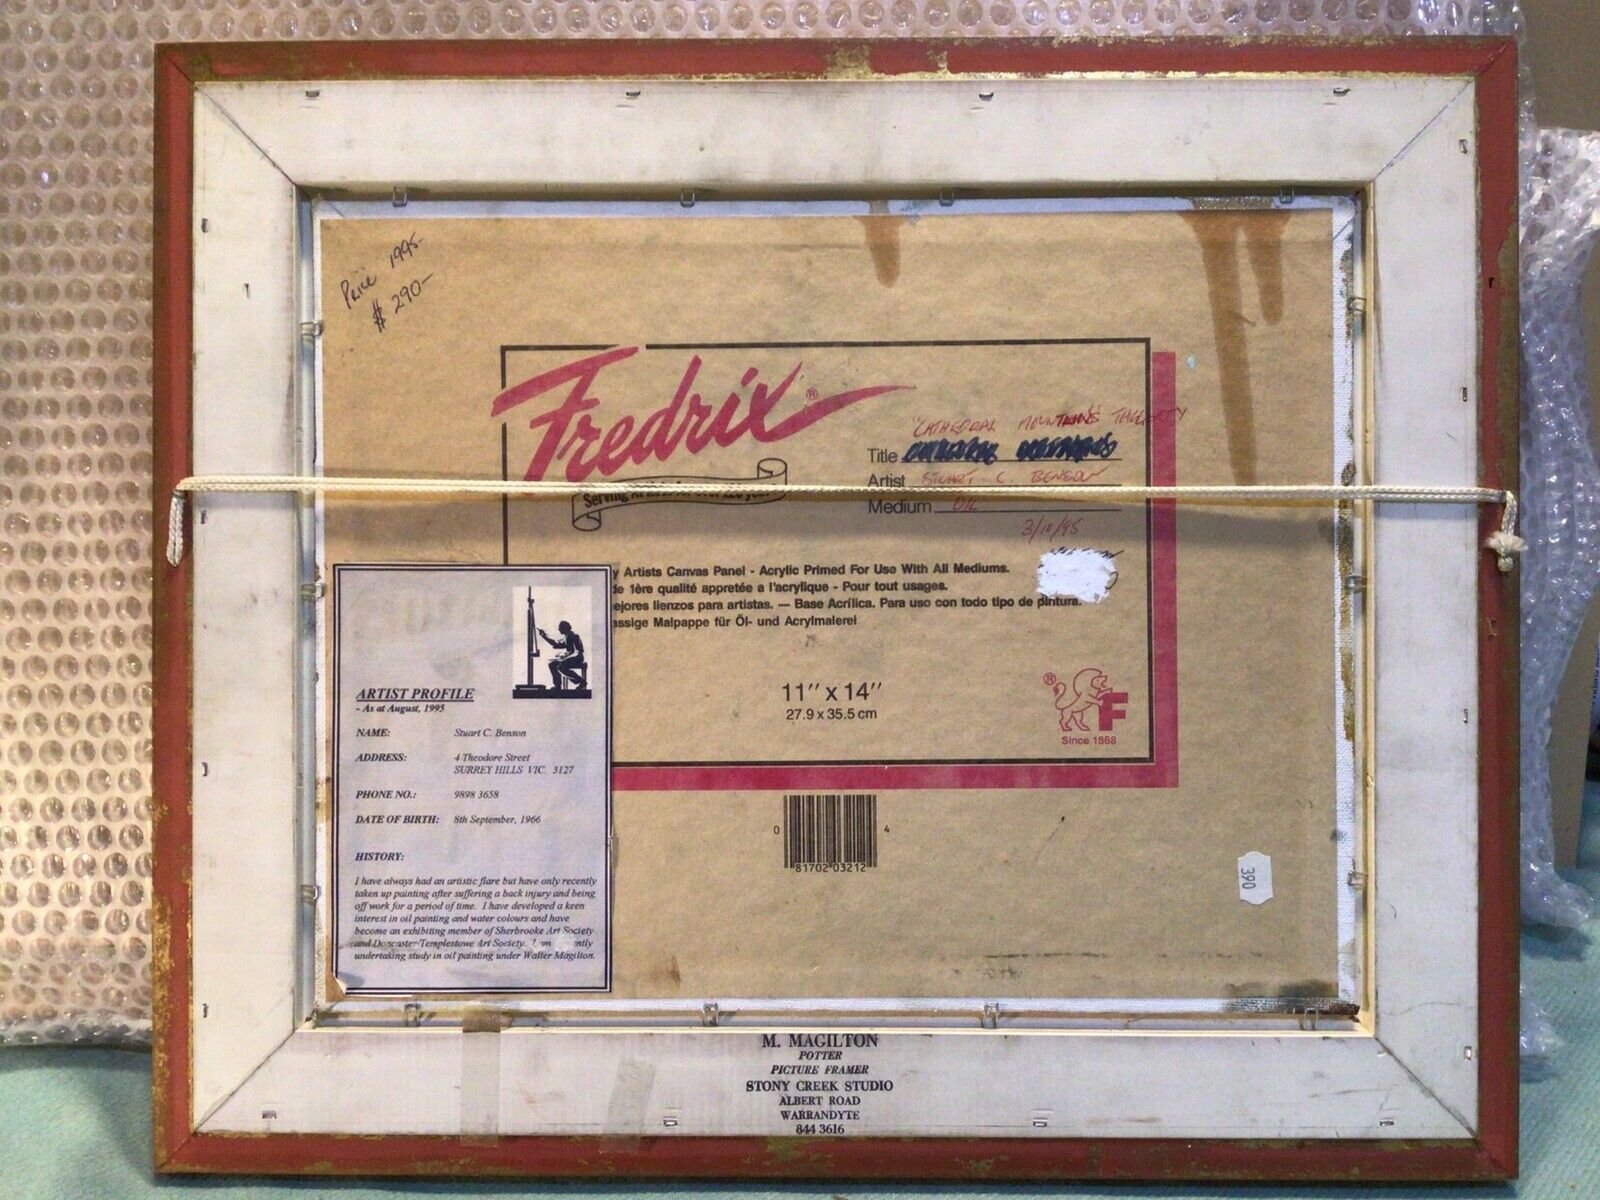 Price 1995-
$ 290-
Fredrix®
"CATHEDRAL MOUNTAINS" TAGGERTY
Title
Artist STUART C BENSON
Medium OIL
3/10/95
Artists Canvas Panel - Acrylic Primed For Use With All Mediums.
de 1ère qualité appretée a l'acrylique - Pour tout usages.
lienzos para artistas. — Base Acrílica. Para uso con todo tipo de pintura.
Malpappe für Öl- und Acrylmalerei
11" x 14"
27.9 x 35.5 cm
® F
Since 1868
0 81702 03212 4
390
ARTIST PROFILE
- As at August, 1995
NAME: Stuart C. Benson
ADDRESS: 4 Theodore Street
SURREY HILLS VIC. 3127
PHONE NO.: 9898 3658
DATE OF BIRTH: 8th September, 1966
HISTORY:
I have always had an artistic flare but have only recently
taken up painting after suffering a back injury and being
off work for a period of time. I have developed a keen
interest in oil painting and water colours and have
become an exhibiting member of Sherbrooke Art Society
and Doncaster Templestowe Art Society. I
undertaking study in oil painting under Walter Magilton.
M. MAGILTON
POTTER
PICTURE FRAMER
STONY CREEK STUDIO
ALBERT ROAD
WARRANDYTE
844 3616